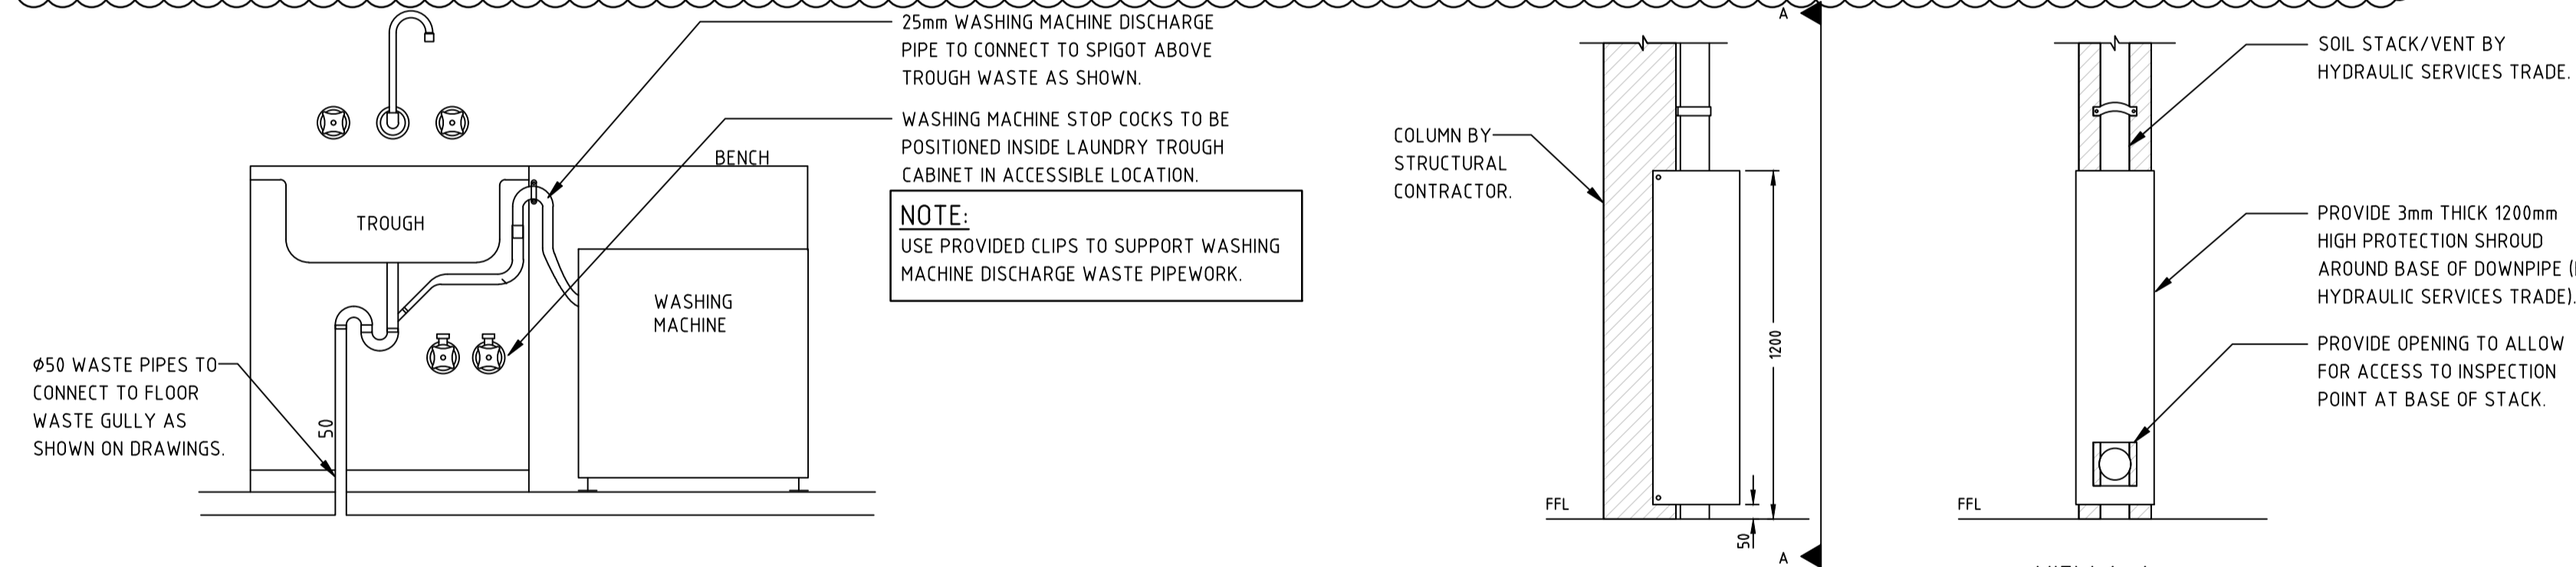 25mm WASHING MACHINE DISCHARGE
PIPE TO CONNECT TO SPIGOT ABOVE
TROUGH WASTE AS SHOWN.
WASHING MACHINE STOP COCKS TO BE
POSITIONED INSIDE LAUNDRY TROUGH
CABINET IN ACCESSIBLE LOCATION.
NOTE:
USE PROVIDED CLIPS TO SUPPORT WASHING
MACHINE DISCHARGE WASTE PIPEWORK.
BENCH
TROUGH
WASHING
MACHINE
Ø50 WASTE PIPES TO
CONNECT TO FLOOR
WASTE GULLY AS
SHOWN ON DRAWINGS.
50
A
COLUMN BY
STRUCTURAL
CONTRACTOR.
1200
FFL
50
A
SOIL STACK/VENT BY
HYDRAULIC SERVICES TRADE.
PROVIDE 3mm THICK 1200mm
HIGH PROTECTION SHROUD
AROUND BASE OF DOWNPIPE (
HYDRAULIC SERVICES TRADE).
PROVIDE OPENING TO ALLOW
FOR ACCESS TO INSPECTION
POINT AT BASE OF STACK.
FFL